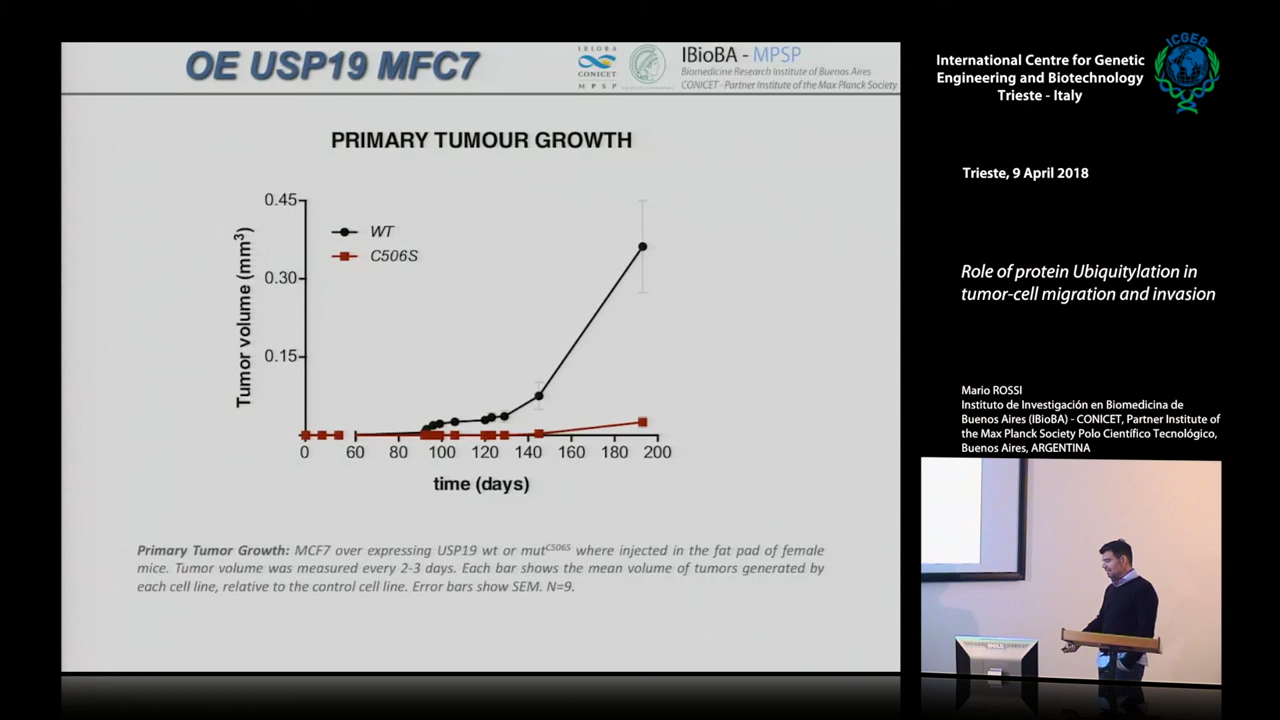 OE USP19 MFC7
IBIOBA
CONICET
MPSP
IBioBA - MPSP
Biomedicine Research Institute of Buenos Aires
CONICET - Partner Institute of the Max Planck Society
PRIMARY TUMOUR GROWTH
Tumor volume (mm³)
0.45
0.30
0.15
WT
C506S
0 60 80 100 120 140 160 180 200
time (days)
Primary Tumor Growth: MCF7 over expressing USP19 wt or mutC506S where injected in the fat pad of female
mice. Tumor volume was measured every 2-3 days. Each bar shows the mean volume of tumors generated by
each cell line, relative to the control cell line. Error bars show SEM. N=9.
International Centre for Genetic
Engineering and Biotechnology
Trieste - Italy
ICGEB
Trieste, 9 April 2018
Role of protein Ubiquitylation in
tumor-cell migration and invasion
Mario ROSSI
Instituto de Investigación en Biomedicina de
Buenos Aires (IBioBA) - CONICET, Partner Institute of
the Max Planck Society Polo Científico Tecnológico,
Buenos Aires, ARGENTINA